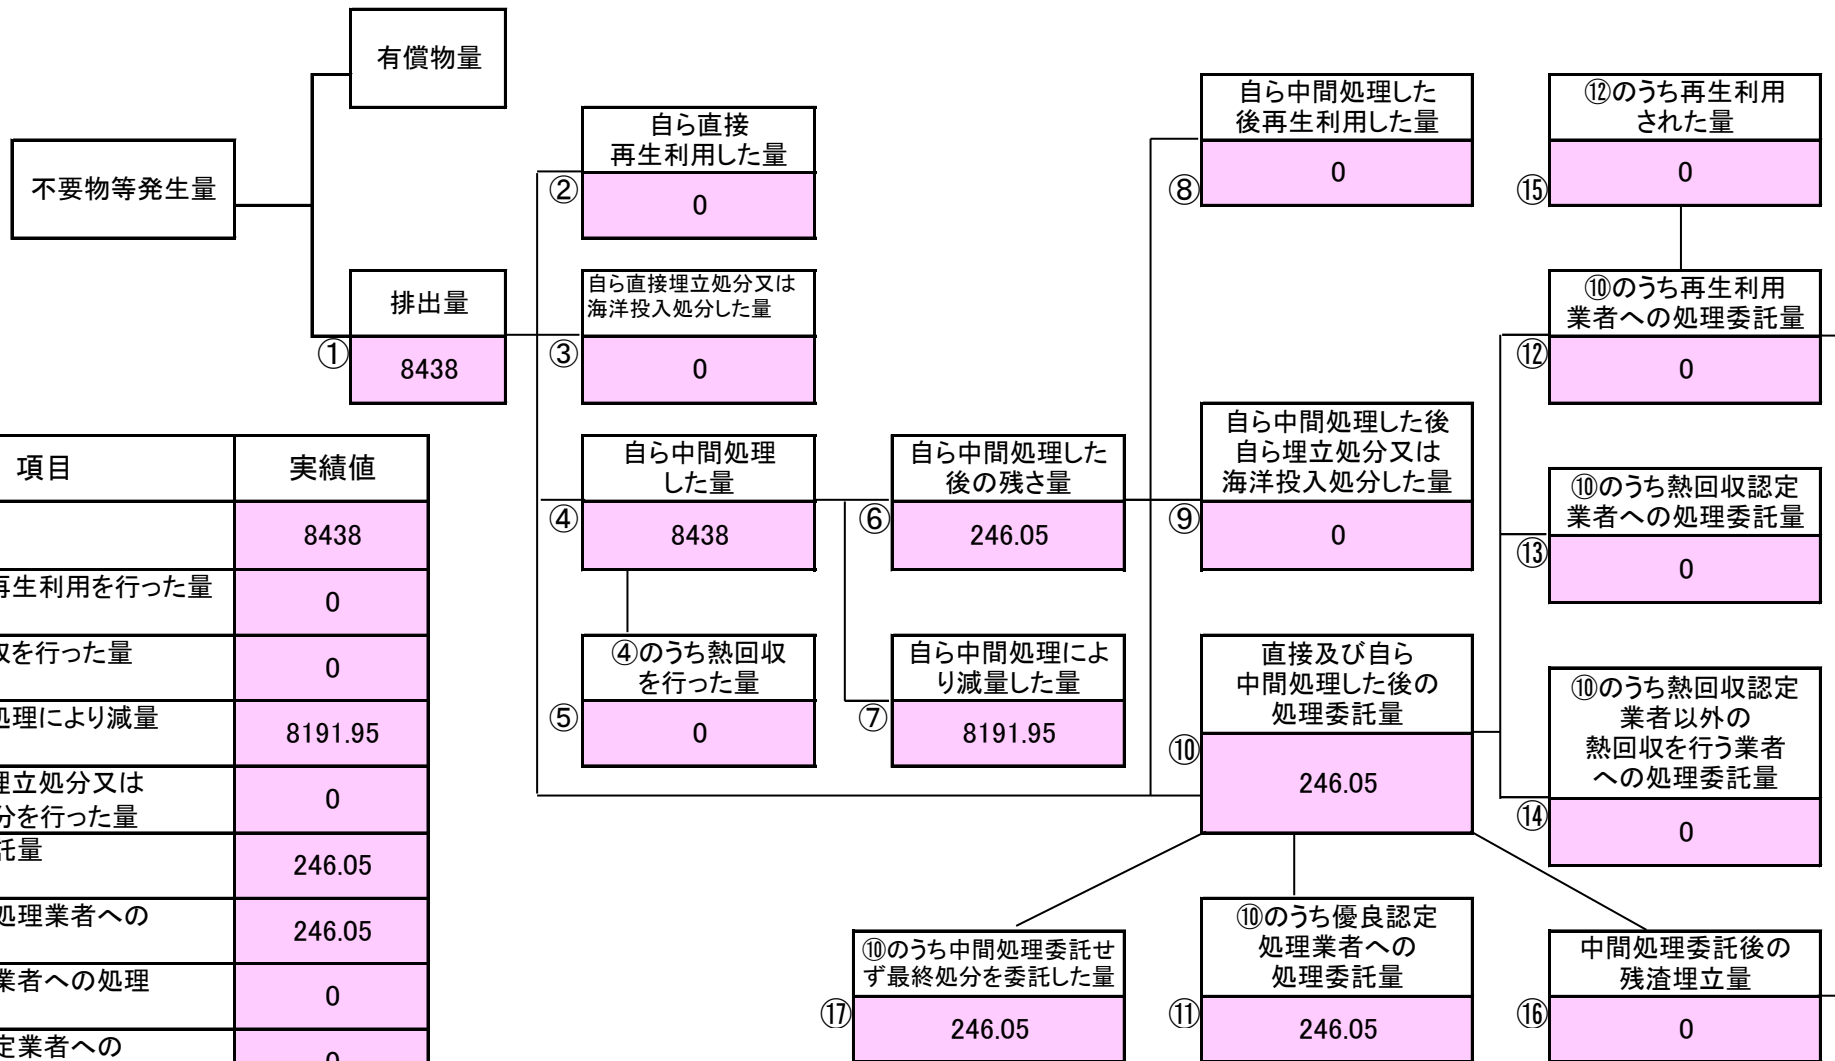 有償物量
不要物等発生量
排出量
①
8438
自ら直接
再生利用した量
②
0
自ら直接埋立処分又は
海洋投入処分した量
③
0
自ら中間処理
した量
④
8438
④のうち熱回収
を行った量
⑤
0
自ら中間処理した
後の残さ量
⑥
246.05
自ら中間処理によ
り減量した量
⑦
8191.95
自ら中間処理した
後再生利用した量
⑧
0
自ら中間処理した後
自ら埋立処分又は
海洋投入処分した量
⑨
0
直接及び自ら
中間処理した後の
処理委託量
⑩
246.05
⑫のうち再生利用
された量
⑮
0
⑩のうち再生利用
業者への処理委託量
⑫
0
⑩のうち熱回収認定
業者への処理委託量
⑬
0
⑩のうち熱回収認定
業者以外の
熱回収を行う業者
への処理委託量
⑭
0
⑩のうち中間処理委託せ
ず最終処分を委託した量
⑰
246.05
⑩のうち優良認定
処理業者への
処理委託量
⑪
246.05
中間処理委託後の
残渣埋立量
⑯
0
項目 実績値
8438
再生利用を行った量
0
を行った量
0
処理により減量
8191.95
埋立処分又は
分を行った量
0
託量
246.05
処理業者への
246.05
業者への処理
0
定業者への
0